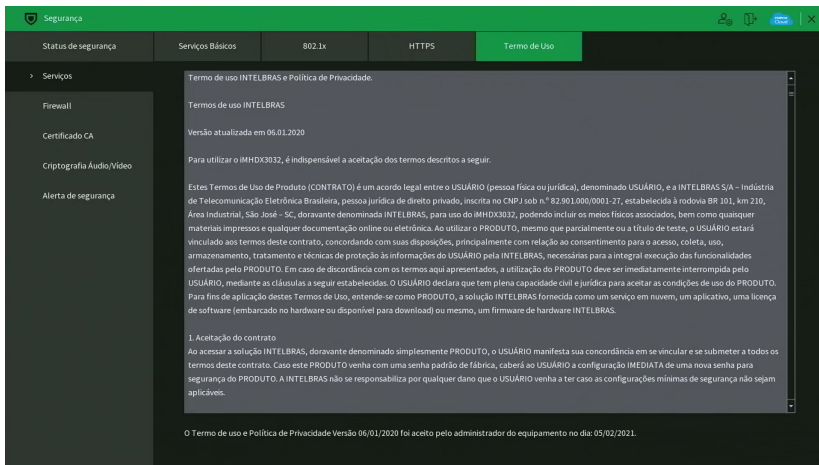 Segurança
Intelbras Cloud
Status de segurança
Serviços Básicos
802.1x
HTTPS
Termo de Uso
Serviços
Firewall
Certificado CA
Criptografia Áudio/Vídeo
Alerta de segurança
Termo de uso INTELBRAS e Política de Privacidade.
Termos de uso INTELBRAS
Versão atualizada em 06.01.2020
Para utilizar o iMHDX3032, é indispensável a aceitação dos termos descritos a seguir.
Estes Termos de Uso de Produto (CONTRATO) é um acordo legal entre o USUÁRIO (pessoa física ou jurídica), denominado USUÁRIO, e a INTELBRAS S/A – Indústria
de Telecomunicação Eletrônica Brasileira, pessoa jurídica de direito privado, inscrita no CNPJ sob n.º 82.901.000/0001-27, estabelecida à rodovia BR 101, km 210,
Área Industrial, São José – SC, doravante denominada INTELBRAS, para uso do iMHDX3032, podendo incluir os meios físicos associados, bem como quaisquer
materiais impressos e qualquer documentação online ou eletrônica. Ao utilizar o PRODUTO, mesmo que parcialmente ou a título de teste, o USUÁRIO estará
vinculado aos termos deste contrato, concordando com suas disposições, principalmente com relação ao consentimento para o acesso, coleta, uso,
armazenamento, tratamento e técnicas de proteção às informações do USUÁRIO pela INTELBRAS, necessárias para a integral execução das funcionalidades
ofertadas pelo PRODUTO. Em caso de discordância com os termos aqui apresentados, a utilização do PRODUTO deve ser imediatamente interrompida pelo
USUÁRIO, mediante as cláusulas a seguir estabelecidas. O USUÁRIO declara que tem plena capacidade civil e jurídica para aceitar as condições de uso do PRODUTO.
Para fins de aplicação destes Termos de Uso, entende-se como PRODUTO, a solução INTELBRAS fornecida como um serviço em nuvem, um aplicativo, uma licença
de software (embarcado no hardware ou disponível para download) ou mesmo, um firmware de hardware INTELBRAS.
1. Aceitação do contrato
Ao acessar a solução INTELBRAS, doravante denominado simplesmente PRODUTO, o USUÁRIO manifesta sua concordância em se vincular e se submeter a todos os
termos deste contrato. Caso este PRODUTO venha com uma senha padrão de fábrica, caberá ao USUÁRIO a configuração IMEDIATA de uma nova senha para
segurança do PRODUTO. A INTELBRAS não se responsabiliza por qualquer dano que o USUÁRIO venha a ter caso as configurações mínimas de segurança não sejam
aplicáveis.
O Termo de uso e Política de Privacidade Versão 06/01/2020 foi aceito pelo administrador do equipamento no dia: 05/02/2021.